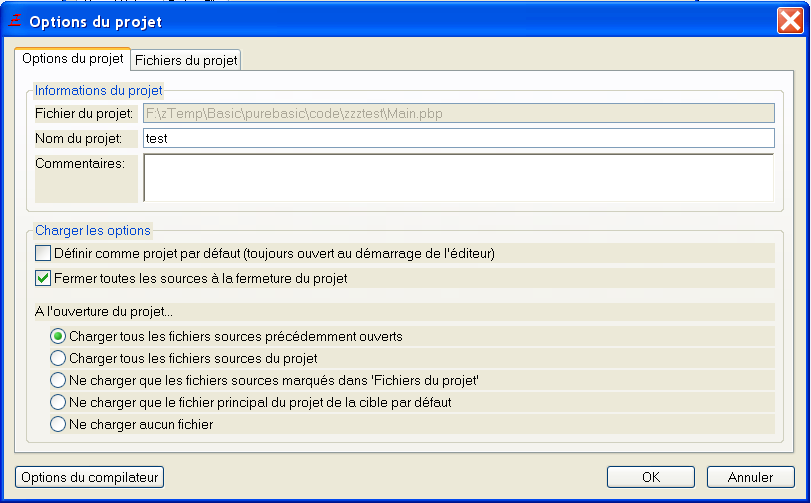 Options du projet
Options du projet
Fichiers du projet
Informations du projet
Fichier du projet: F:\zTemp\Basic\purebasic\code\zzztest\Main.pbp
Nom du projet: test
Commentaires:
Charger les options
Définir comme projet par défaut (toujours ouvert au démarrage de l'éditeur)
Fermer toutes les sources à la fermeture du projet
A l'ouverture du projet...
Charger tous les fichiers sources précédemment ouverts
Charger tous les fichiers sources du projet
Ne charger que les fichiers sources marqués dans 'Fichiers du projet'
Ne charger que le fichier principal du projet de la cible par défaut
Ne charger aucun fichier
Options du compilateur
OK
Annuler